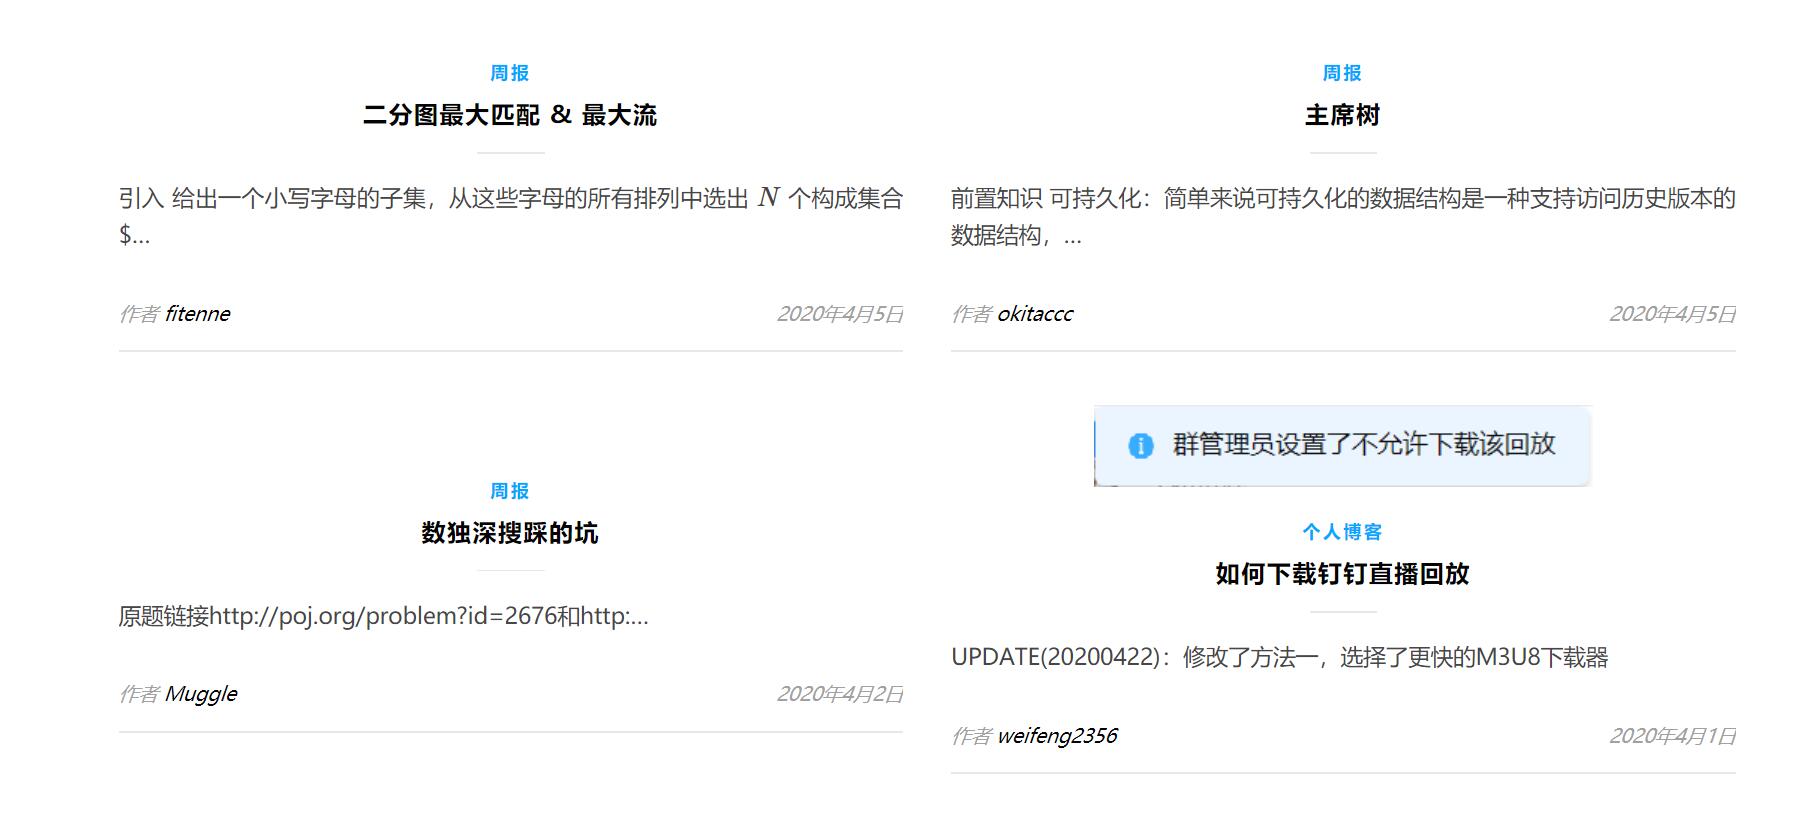 周报
二分图最大匹配 & 最大流
引入 给出一个小写字母的子集，从这些字母的所有排列中选出 N 个构成集合
$...
作者 fitenne
2020年4月5日
周报
主席树
前置知识 可持久化：简单来说可持久化的数据结构是一种支持访问历史版本的
数据结构，...
作者 okitaccc
2020年4月5日
周报
数独深搜踩的坑
原题链接http://poj.org/problem?id=2676和http:...
作者 Muggle
2020年4月2日
群管理员设置了不允许下载该回放
个人博客
如何下载钉钉直播回放
UPDATE(20200422)：修改了方法一，选择了更快的M3U8下载器
作者 weifeng2356
2020年4月1日